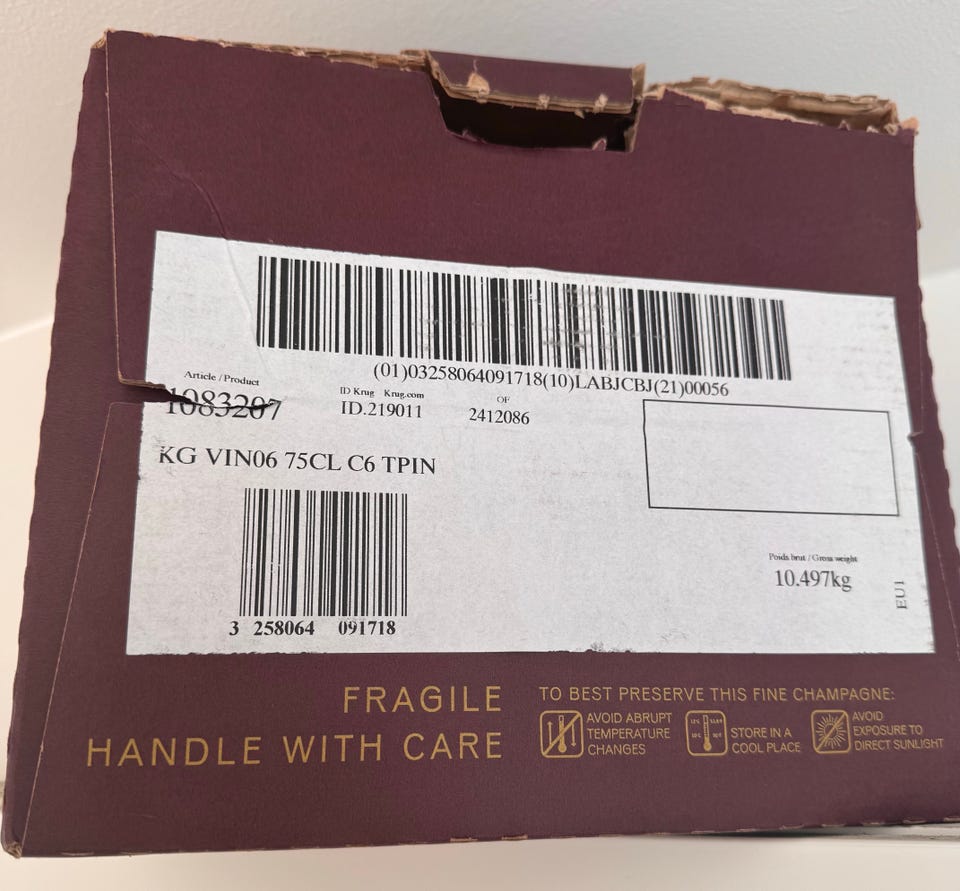 (01)03258064091718(10)LABJCBJ(21)00056
Article / Product
1083207
ID Krug Krug.com
ID.219011
OF
2412086
KG VIN06 75CL C6 TPIN
3 258064 091718
Poids brut / Gross weight
10.497kg
EU1
FRAGILE
HANDLE WITH CARE
TO BEST PRESERVE THIS FINE CHAMPAGNE:
AVOID ABRUPT
TEMPERATURE
CHANGES
STORE IN A
COOL PLACE
AVOID
EXPOSURE TO
DIRECT SUNLIGHT